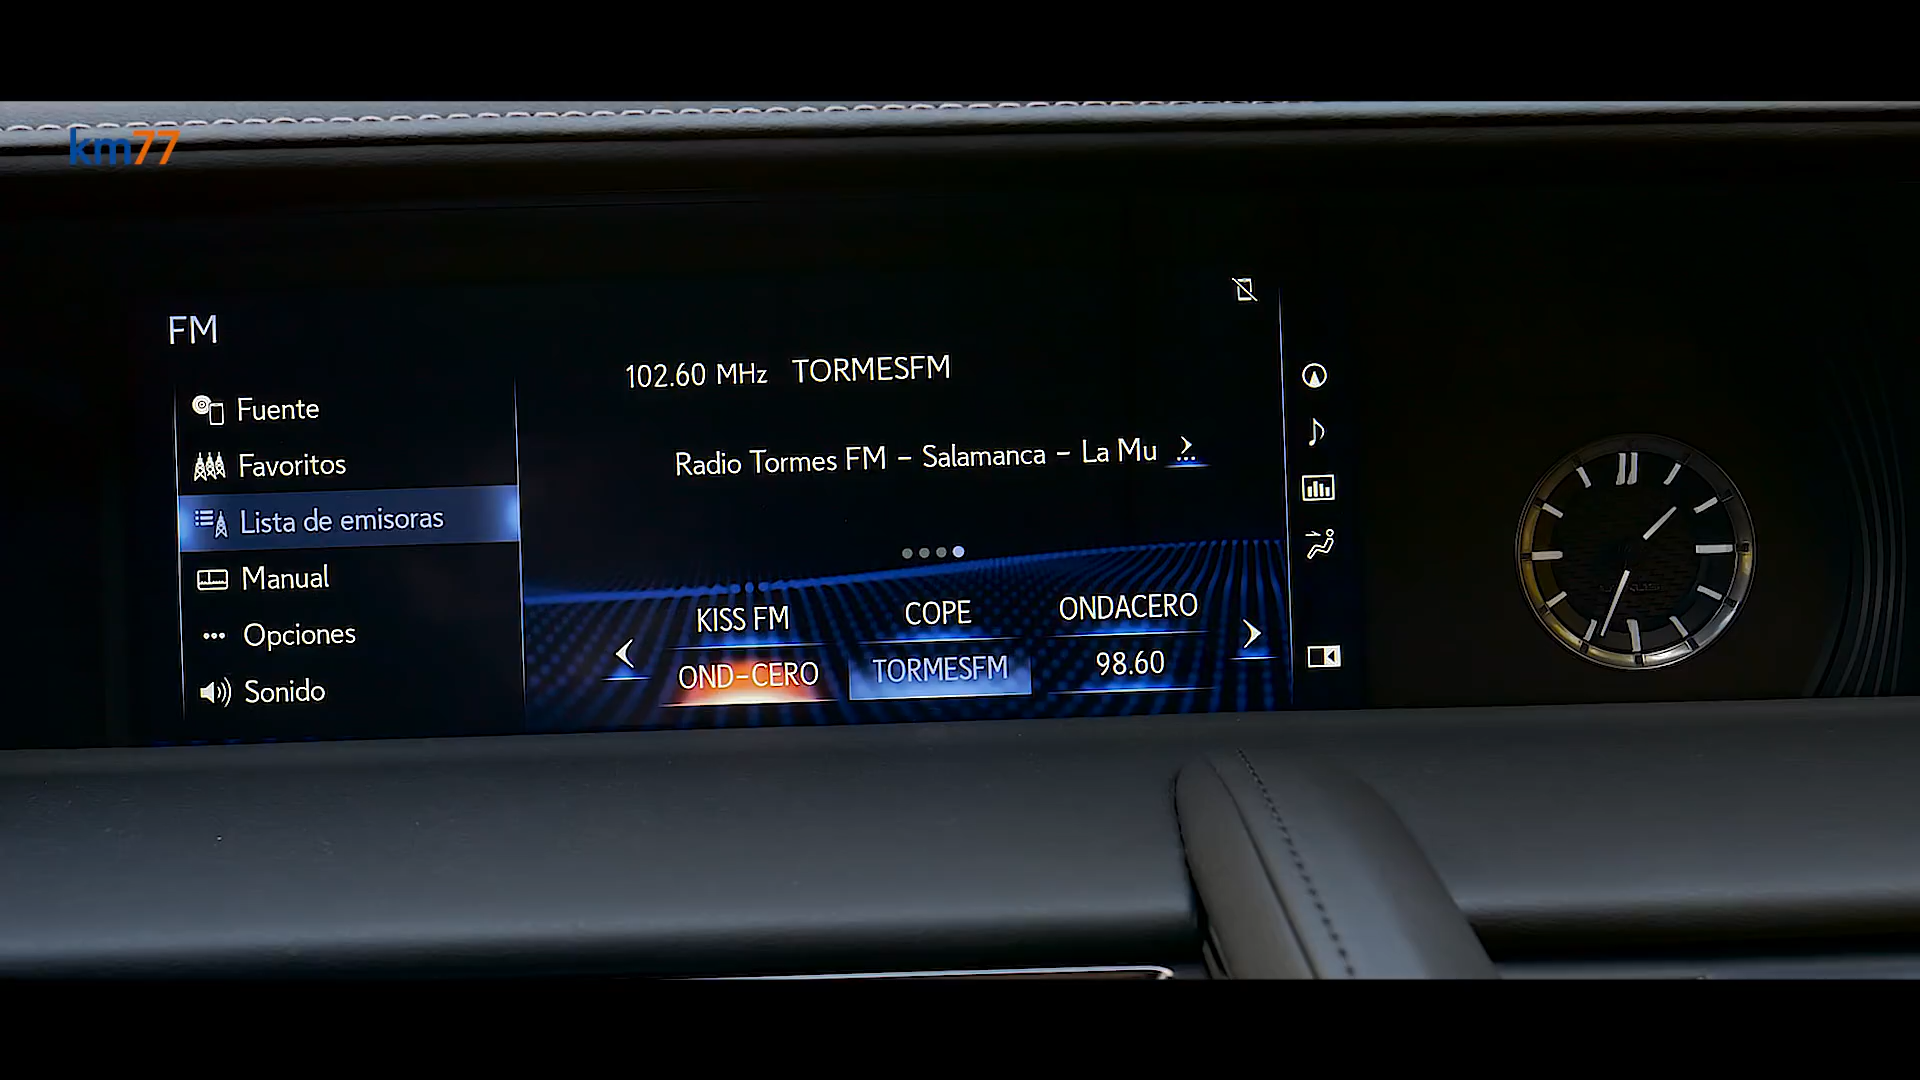 km77
FM
Fuente
Favoritos
Lista de emisoras
Manual
Opciones
Sonido
102.60 MHz TORMESFM
Radio Tormes FM – Salamanca – La Mu
KISS FM
COPE
ONDACERO
OND-CERO
TORMESFM
98.60